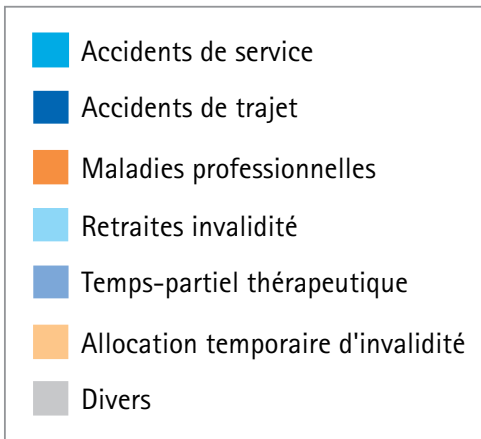 Accidents de service
Accidents de trajet
Maladies professionnelles
Retraites invalidité
Temps-partiel thérapeutique
Allocation temporaire d'invalidité
Divers